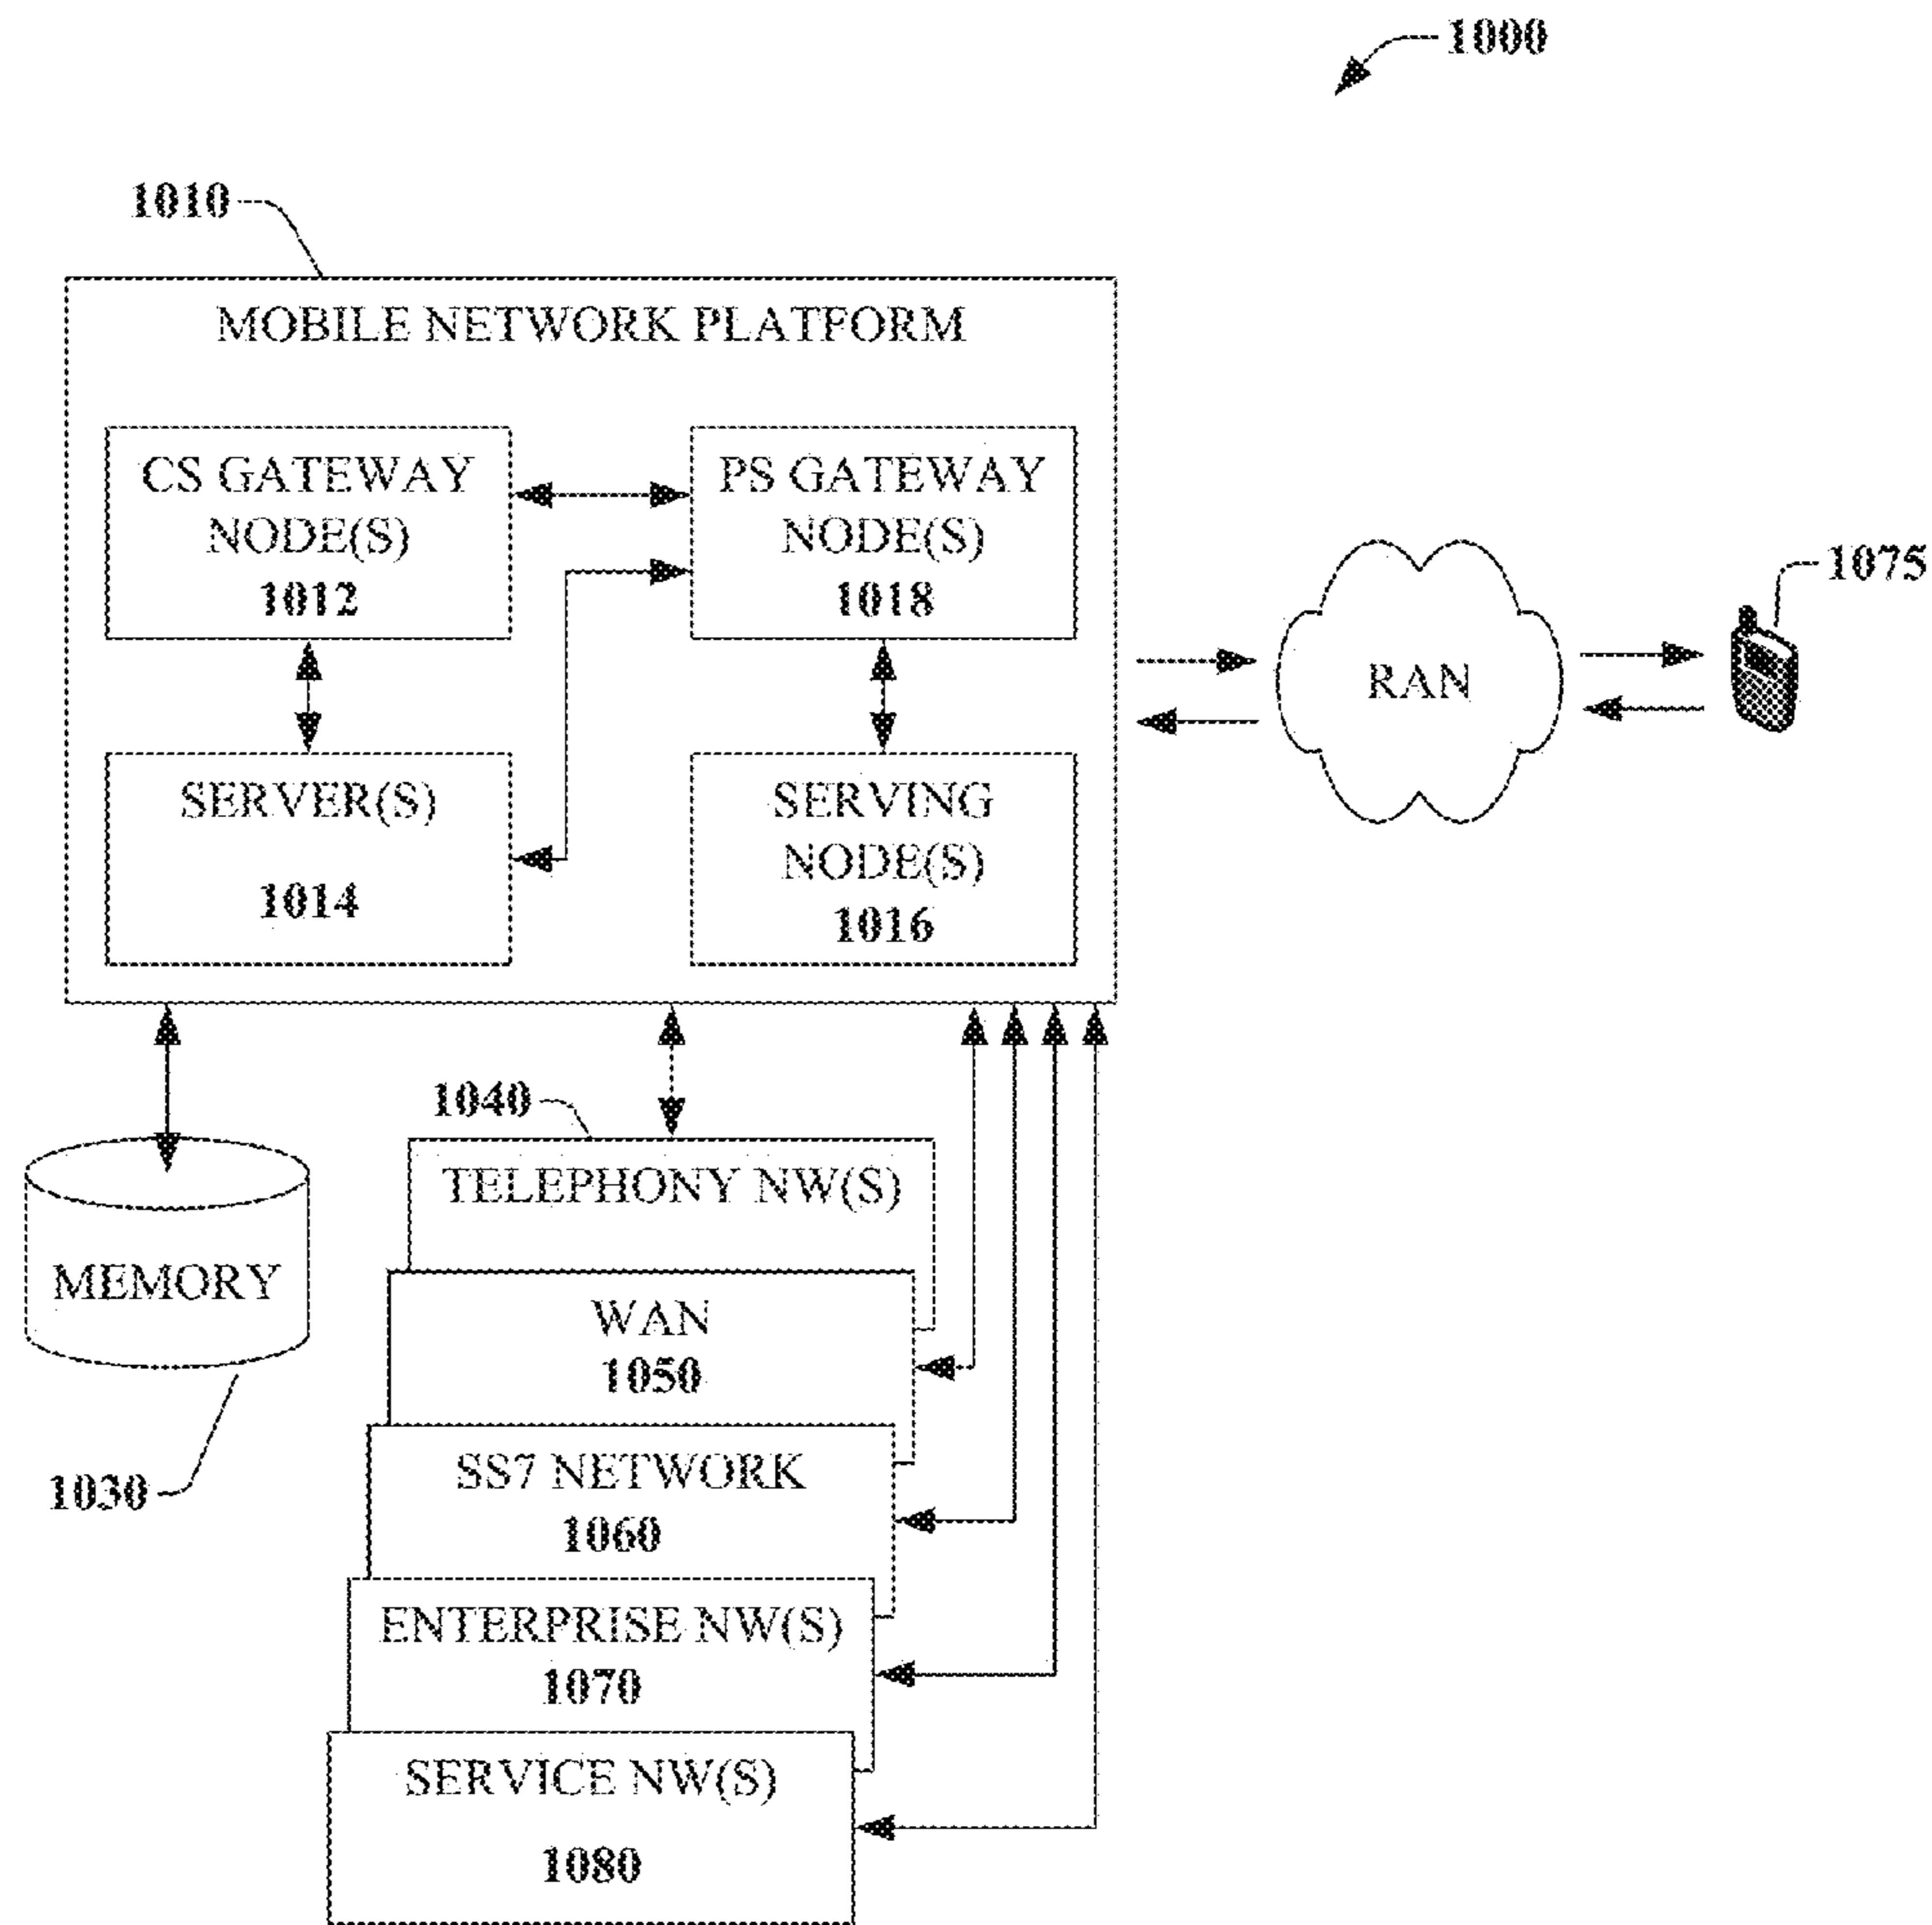 1000
1010
MOBILE NETWORK PLATFORM
CS GATEWAY
NODE(S)
1012
PS GATEWAY
NODE(S)
1018
1075
RAN
SERVER(S)
1014
SERVING
NODE(S)
1016
1040
TELEPHONY NW(S)
MEMORY
1030
WAN
1050
SS7 NETWORK
1060
ENTERPRISE NW(S)
1070
SERVICE NW(S)
1080